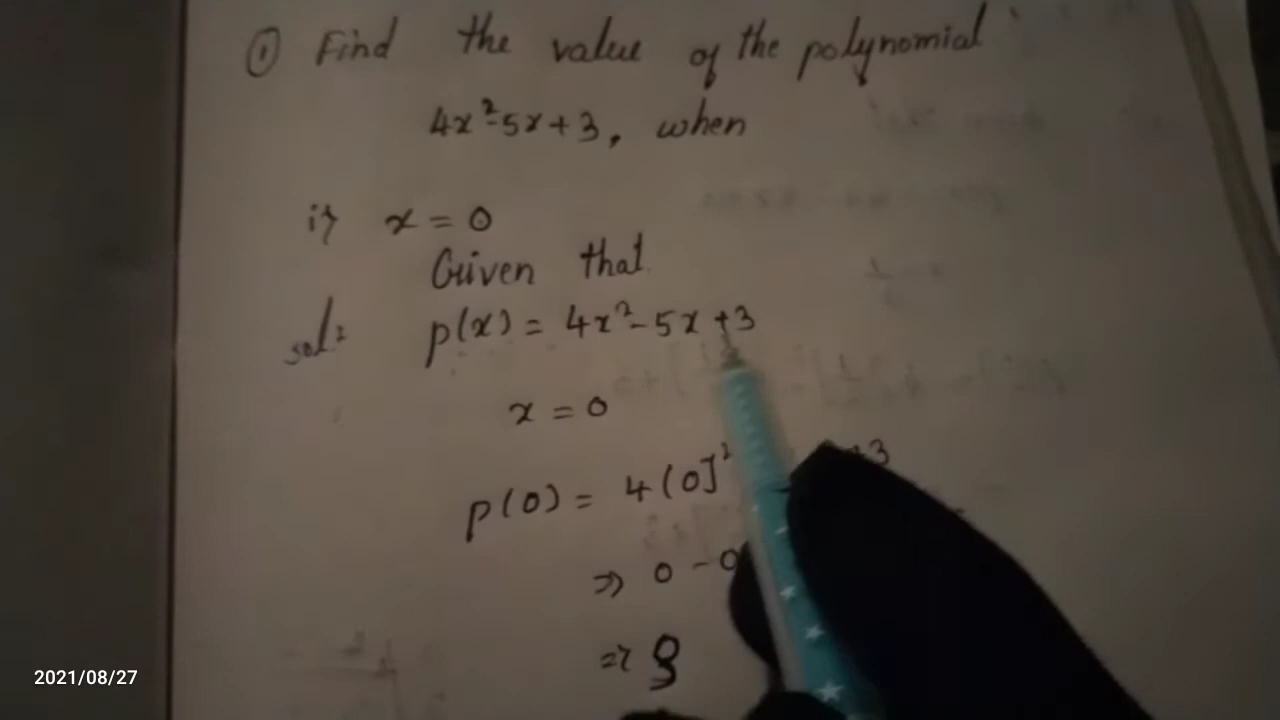 ① Find the value of the polynomial
4x²-5x+3, when
i) x = 0
Given that
sol: p(x) = 4x²-5x+3
x = 0
p(0) = 4(0)² +3
⇒ 0 - 0
⇒ 3
2021/08/27